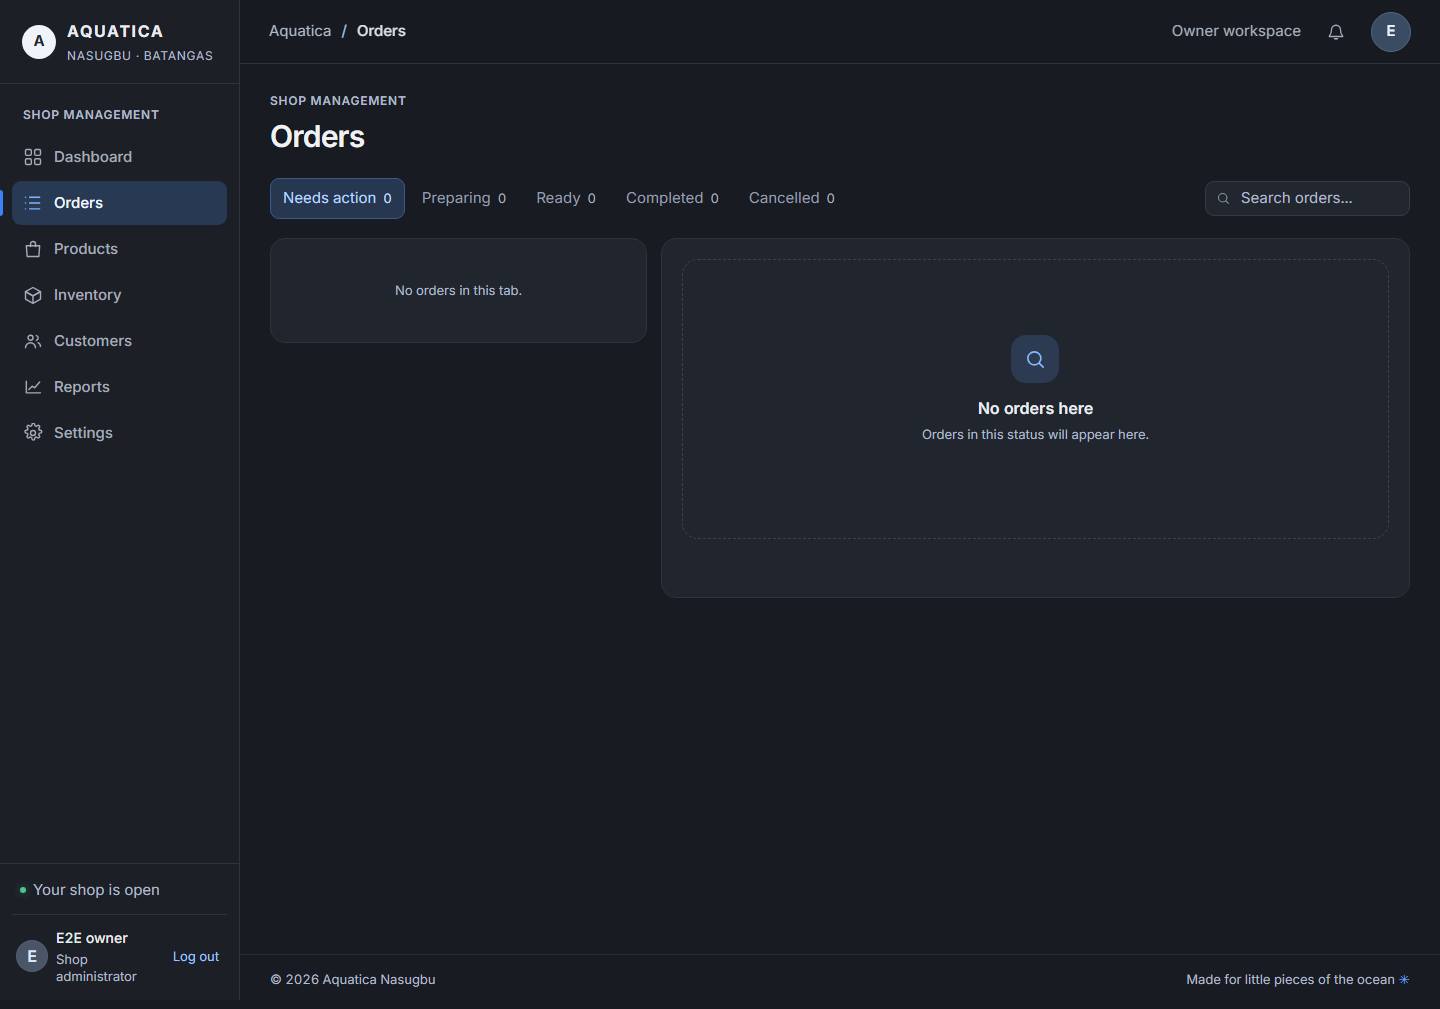 A
AQUATICA
NASUGBU · BATANGAS
SHOP MANAGEMENT
Dashboard
Orders
Products
Inventory
Customers
Reports
Settings
Your shop is open
E
E2E owner
Shop
administrator
Log out
Aquatica / Orders
Owner workspace
E
SHOP MANAGEMENT
Orders
Needs action 0
Preparing 0
Ready 0
Completed 0
Cancelled 0
Search orders...
No orders in this tab.
No orders here
Orders in this status will appear here.
© 2026 Aquatica Nasugbu
Made for little pieces of the ocean ✳